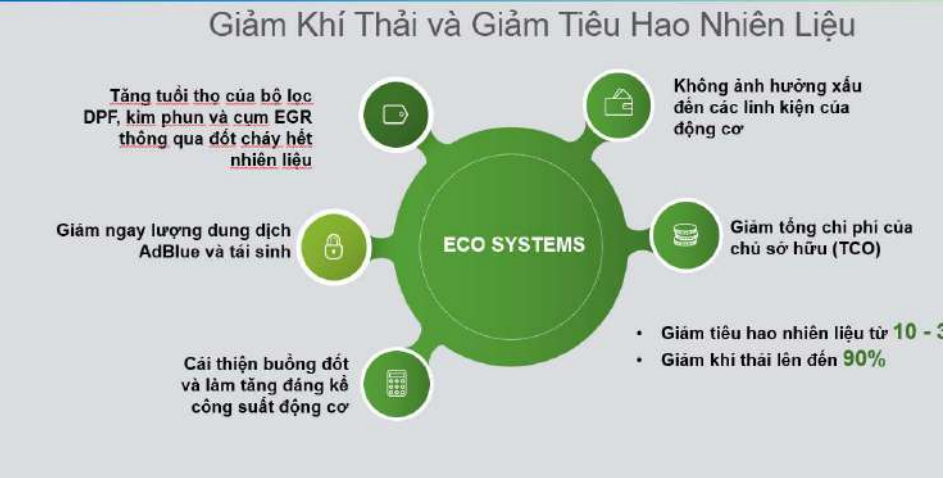 Giảm Khí Thải và Giảm Tiêu Hao Nhiên Liệu
Tăng tuổi thọ của bộ lọc
DPF, kim phun và cụm EGR
thông qua đốt cháy hết
nhiên liệu
Không ảnh hưởng xấu
đến các linh kiện của
động cơ
Giảm ngay lượng dung dịch
AdBlue và tái sinh
ECO SYSTEMS
Giảm tổng chi phí của
chủ sở hữu (TCO)
Cải thiện buồng đốt
và làm tăng đáng kể
công suất động cơ
• Giảm tiêu hao nhiên liệu từ 10 - 3
• Giảm khí thải lên đến 90%